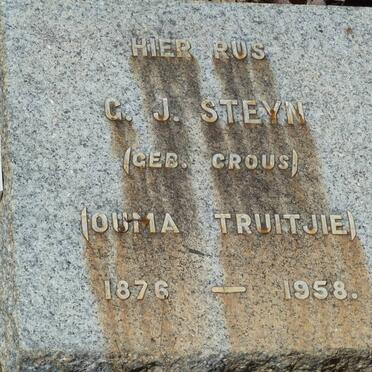 HIER RUS
G. J. STEYN
(GEB. CROUS)
(OUMA TRUITJIE)
1876 — 1958.